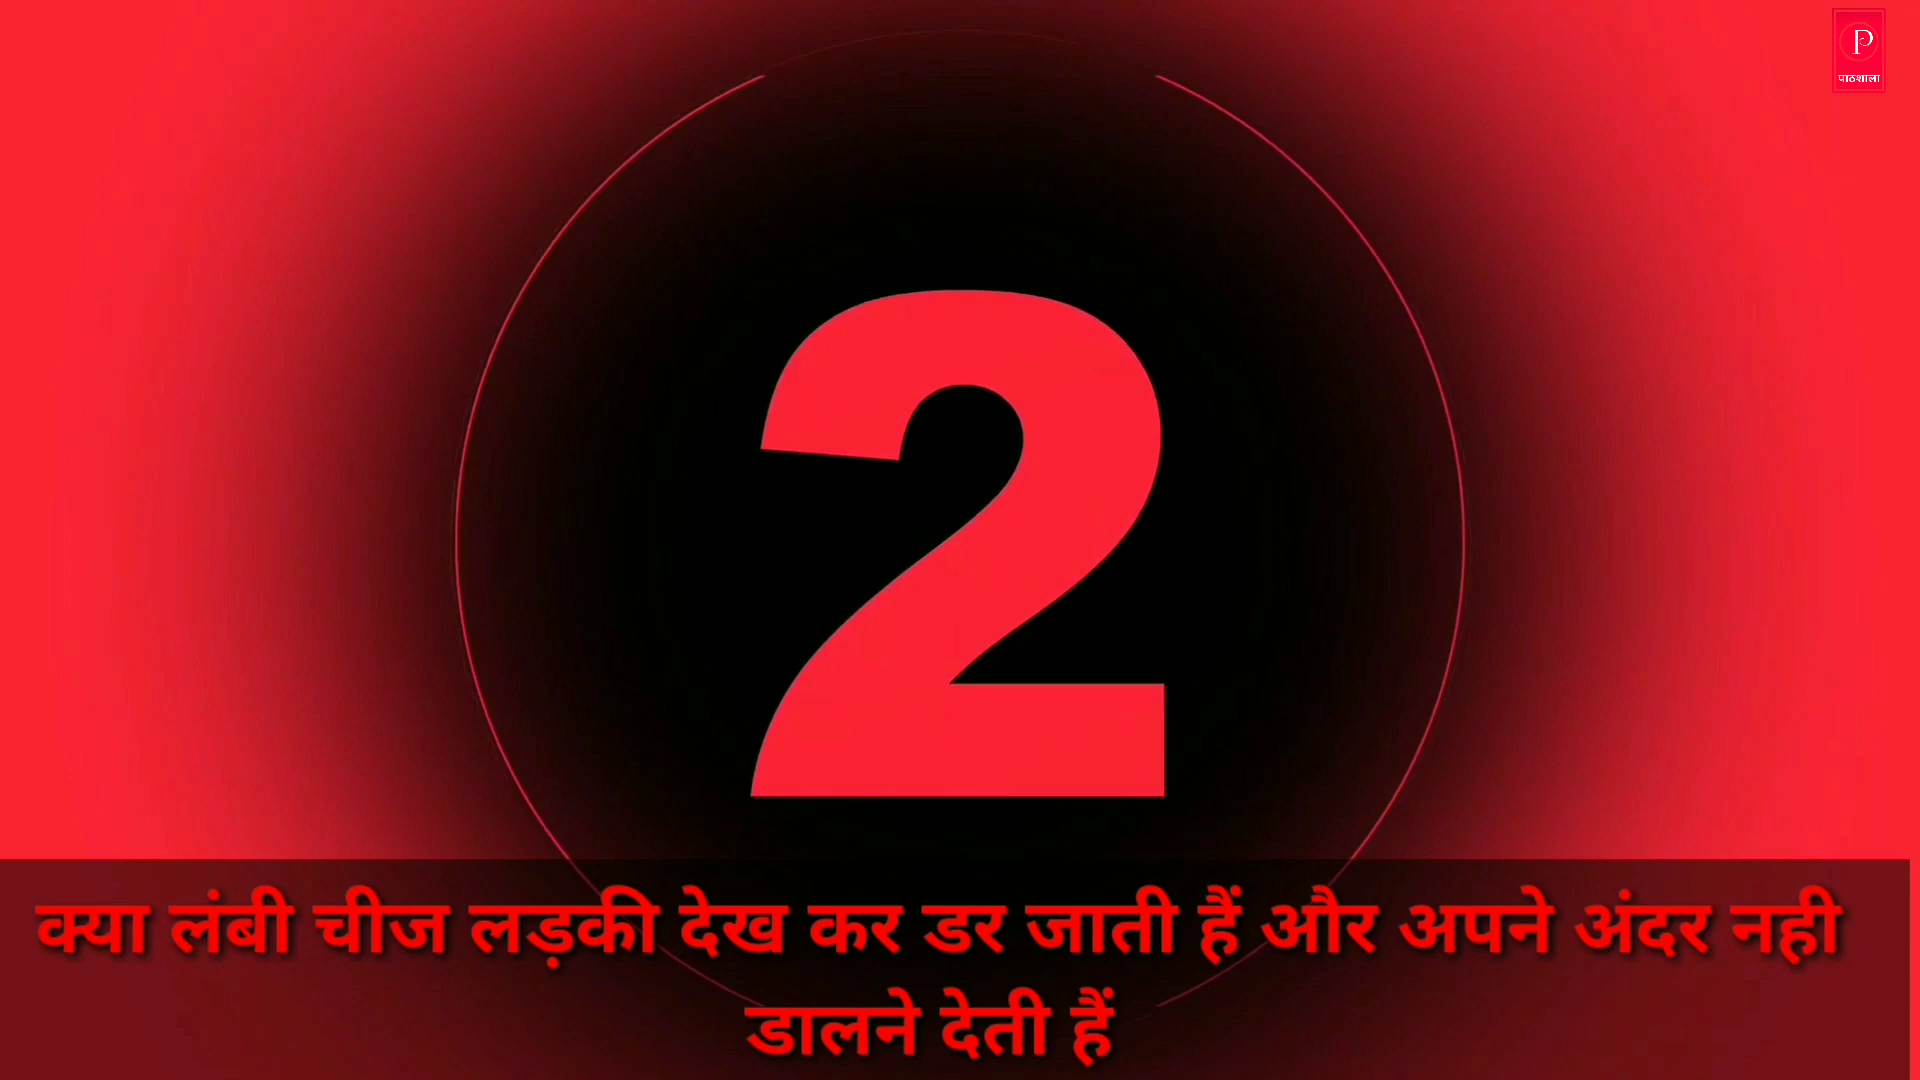 P
पाठशाला
2
क्या लंबी चीज लड़की देख कर डर जाती हैं और अपने अंदर नही
डालने देती हैं